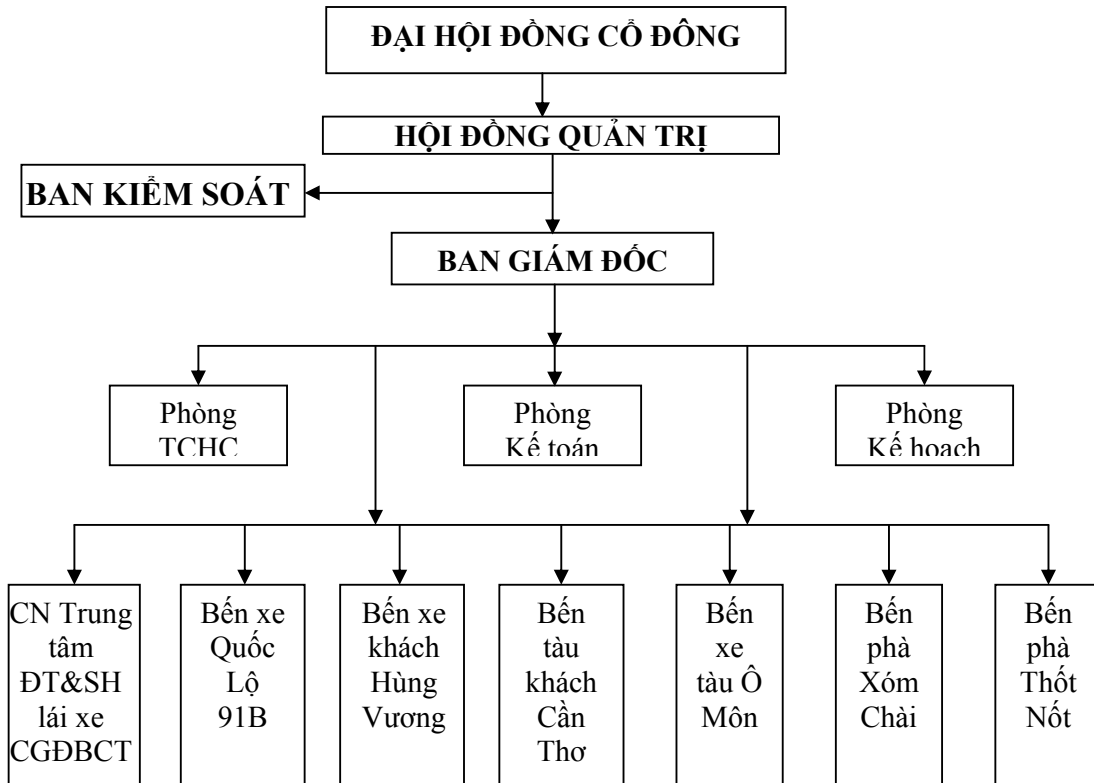 ĐẠI HỘI ĐỒNG CỔ ĐÔNG
HỘI ĐỒNG QUẢN TRỊ
BAN KIỂM SOÁT
BAN GIÁM ĐỐC
Phòng
TCHC
Phòng
Kế toán
Phòng
Kế hoạch
CN Trung
tâm
ĐT&SH
lái xe
CGĐBCT
Bến xe
Quốc
Lộ
91B
Bến xe
khách
Hùng
Vương
Bến
tàu
khách
Cần
Thơ
Bến
xe
tàu Ô
Môn
Bến
phà
Xóm
Chài
Bến
phà
Thốt
Nốt